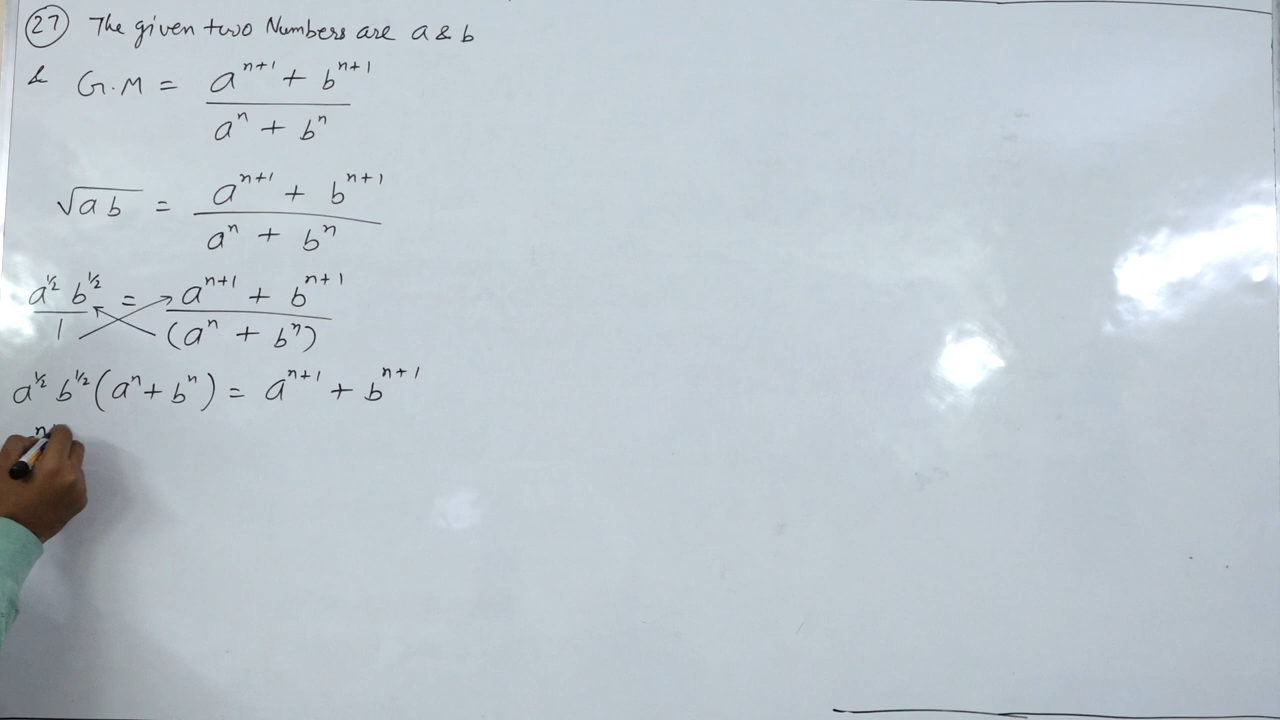 (27) The given two Numbers are a & b
& G.M = (a^(n+1) + b^(n+1)) / (a^n + b^n)
√ab = (a^(n+1) + b^(n+1)) / (a^n + b^n)
(a^(1/2) b^(1/2)) / 1 = (a^(n+1) + b^(n+1)) / (a^n + b^n)
a^(1/2) b^(1/2) (a^n + b^n) = a^(n+1) + b^(n+1)
n